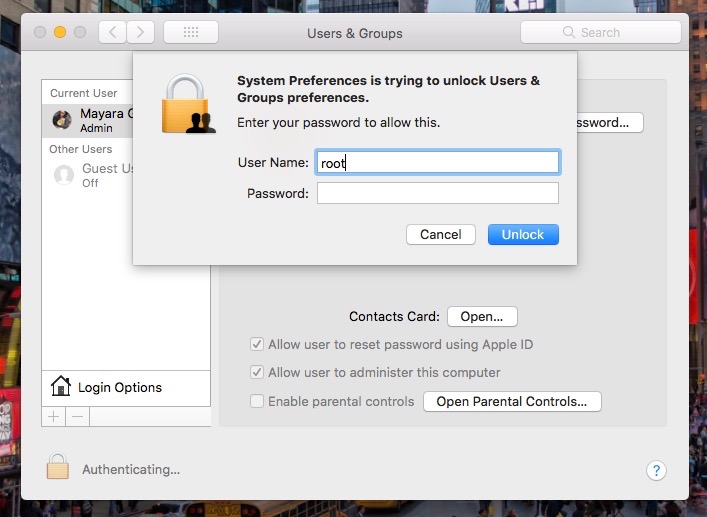 Users & Groups
Search
System Preferences is trying to unlock Users &
Groups preferences.
Enter your password to allow this.
User Name: root
Password:
Cancel
Unlock
Current User
Mayara
Admin
Other Users
Guest
Off
Contacts Card: Open...
Allow user to reset password using Apple ID
Allow user to administer this computer
Enable parental controls
Open Parental Controls...
Login Options
+
−
Authenticating...
?